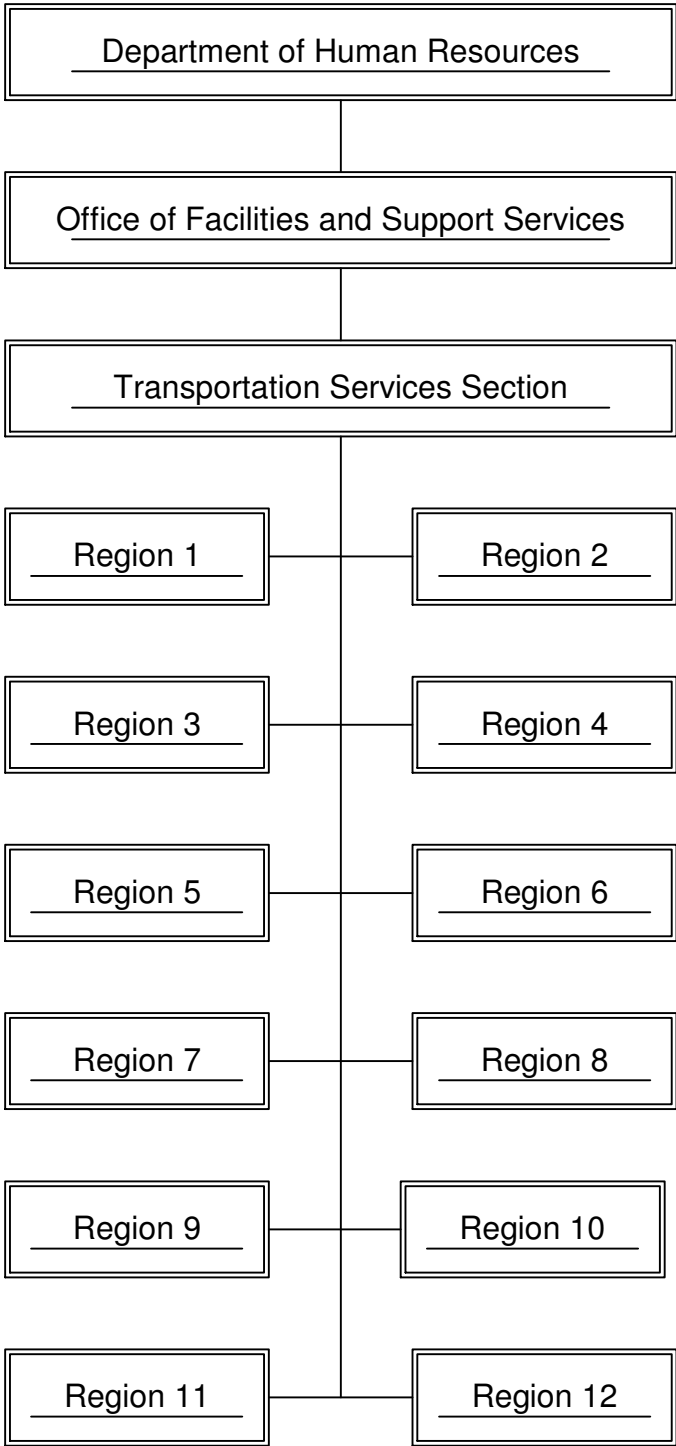 Department of Human Resources
Office of Facilities and Support Services
Transportation Services Section
Region 1
Region 2
Region 3
Region 4
Region 5
Region 6
Region 7
Region 8
Region 9
Region 10
Region 11
Region 12